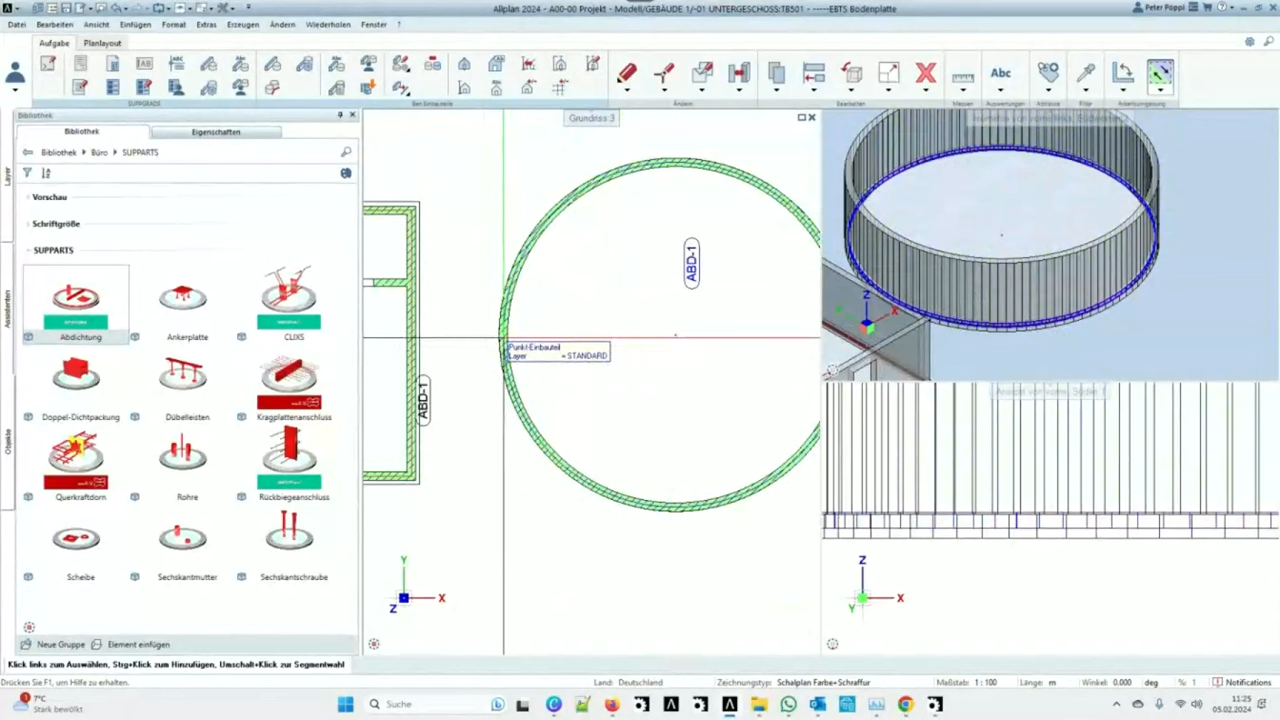 Allplan 2024 - A00-00 Projekt - Modell/GEBÄUDE 1/-01 UNTERGESCHOSS:TB501 - -----EBTS Bodenplatte
Peter Pöppl
Datei Bearbeiten Ansicht Einfügen Format Extras Erzeugen Ändern Wiederholen Fenster ?
Aufgabe Planlayout
Abc
Ändern Bearbeiten Messen Auswertungen Attribute Filter Arbeitsumgebung
Bibliothek
Bibliothek Eigenschaften
Bibliothek Büro SUPPARTS
Vorschau
Schriftgröße
SUPPARTS
Abdichtung Ankerplatte CLIXS
Doppel-Dichtpackung Dübelleisten Kragplattenanschluss
Querkraftdorn Rohre Rückbiegeanschluss
Scheibe Sechskantmutter Sechskantschraube
Neue Gruppe Element einfügen
Layer
Assistenten
Objekte
Grundriss:3
ABD-1
ABD-1
Punkt-Einbauteil
Layer = STANDARD
Y
X
Z
Z
X
Z
X
Y
Klick links zum Auswählen, Strg+Klick zum Hinzufügen, Umschalt+Klick zur Segmentwahl
Drücken Sie F1, um Hilfe zu erhalten. Land: Deutschland Zeichnungstyp: Schalplan Farbe+Schraffur Maßstab: 1 : 100 Länge: m Winkel: 0.000 deg % 1 Notifications
7°C
Stark bewölkt
Suche
11:25
05.02.2024